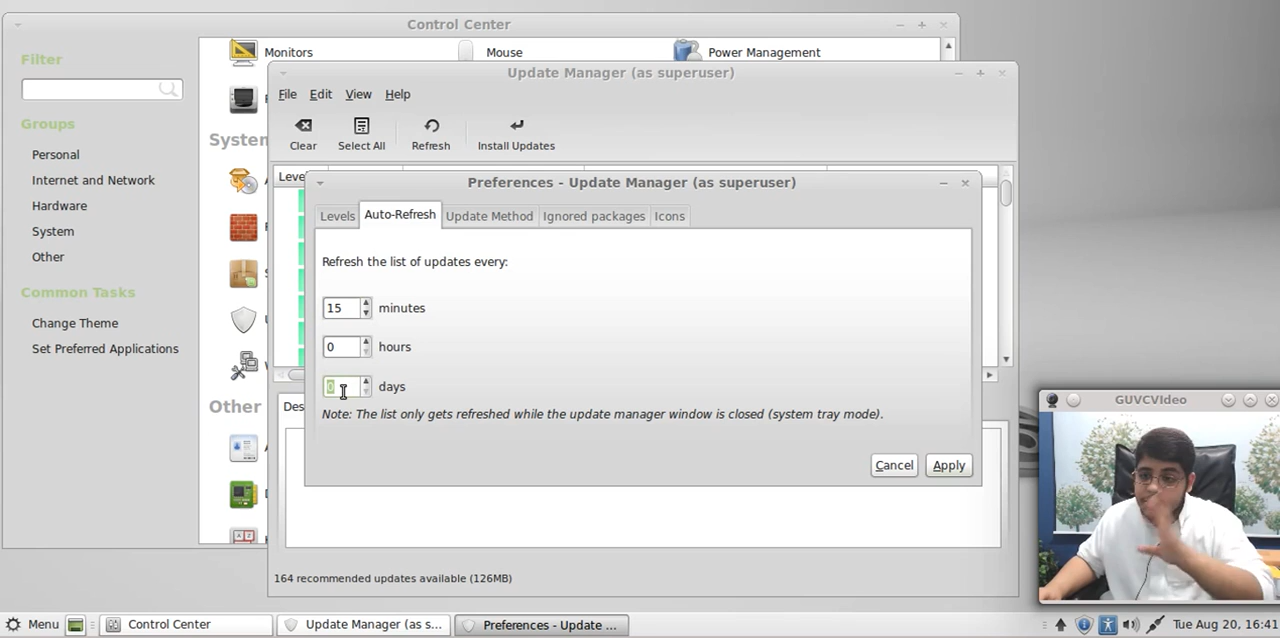 Control Center
Filter
Monitors
Mouse
Power Management
Update Manager (as superuser)
File Edit View Help
Groups
Clear
Select All
Refresh
Install Updates
Personal
Internet and Network
Hardware
System
Other
System
Preferences - Update Manager (as superuser)
Levels
Auto-Refresh
Update Method
Ignored packages
Icons
Refresh the list of updates every:
15 minutes
0 hours
0 days
Note: The list only gets refreshed while the update manager window is closed (system tray mode).
Cancel
Apply
Common Tasks
Change Theme
Set Preferred Applications
Other
164 recommended updates available (126MB)
GUVCVIdeo
Menu
Control Center
Update Manager (as s...
Preferences - Update ...
Tue Aug 20, 16:41